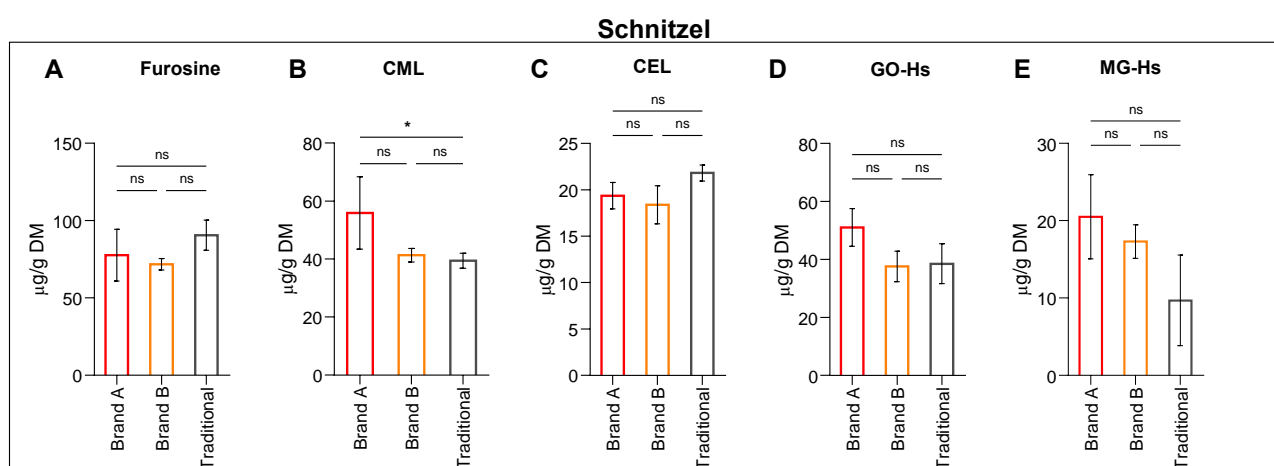 Schnitzel
A Furosine
ns
ns ns
150
100
50
0
µg/g DM
Brand A
Brand B
Traditional
B CML
*
ns ns
80
60
40
20
0
µg/g DM
Brand A
Brand B
Traditional
C CEL
ns
ns ns
25
20
15
10
5
0
µg/g DM
Brand A
Brand B
Traditional
D GO-Hs
ns
ns ns
80
60
40
20
0
µg/g DM
Brand A
Brand B
Traditional
E MG-Hs
ns
ns ns
30
20
10
0
µg/g DM
Brand A
Brand B
Traditional